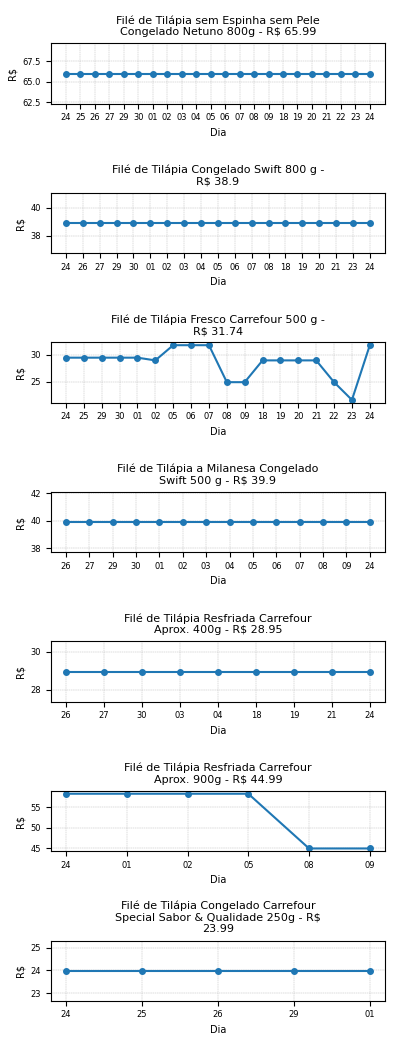 Filé de Tilápia sem Espinha sem Pele
Congelado Netuno 800g - R$ 65.99
67.5
65.0
62.5
R$
24 25 26 27 28 29 30 01 02 03 04 05 06 07 08 09 18 19 20 21 22 23 24
Dia
Filé de Tilápia Congelado Swift 800 g -
R$ 38.9
40
38
R$
24 26 27 29 30 01 02 03 04 05 06 07 08 09 18 19 20 21 22 24
Dia
Filé de Tilápia Fresco Carrefour 500 g -
R$ 31.74
30
25
R$
24 25 29 30 01 02 05 06 07 08 09 18 19 20 21 22 23 24
Dia
Filé de Tilápia a Milanesa Congelado
Swift 500 g - R$ 39.9
42
40
38
R$
26 27 29 30 01 02 03 04 05 06 07 08 09 24
Dia
Filé de Tilápia Resfriada Carrefour
Aprox. 400g - R$ 28.95
30
28
R$
26 27 30 03 04 18 19 21 24
Dia
Filé de Tilápia Resfriada Carrefour
Aprox. 900g - R$ 44.99
55
50
45
R$
24 01 02 05 08 09
Dia
Filé de Tilápia Congelado Carrefour
Special Sabor & Qualidade 250g - R$
23.99
25
24
23
R$
24 25 26 29 01
Dia